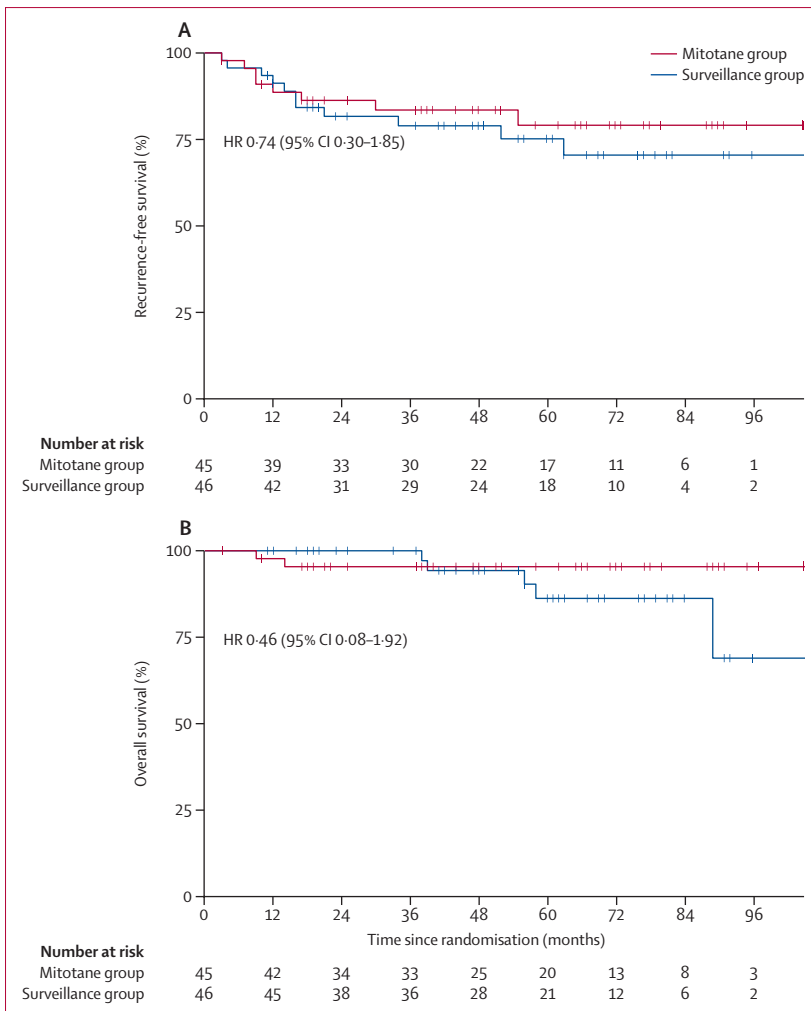 A
Mitotane group
Surveillance group
100
75
50
25
0
Recurrence-free survival (%)
HR 0·74 (95% CI 0·30–1·85)
0 12 24 36 48 60 72 84 96
Number at risk
Mitotane group 45 39 33 30 22 17 11 6 1
Surveillance group 46 42 31 29 24 18 10 4 2
B
100
75
50
25
0
Overall survival (%)
HR 0·46 (95% CI 0·08–1·92)
0 12 24 36 48 60 72 84 96
Time since randomisation (months)
Number at risk
Mitotane group 45 42 34 33 25 20 13 8 3
Surveillance group 46 45 38 36 28 21 12 6 2